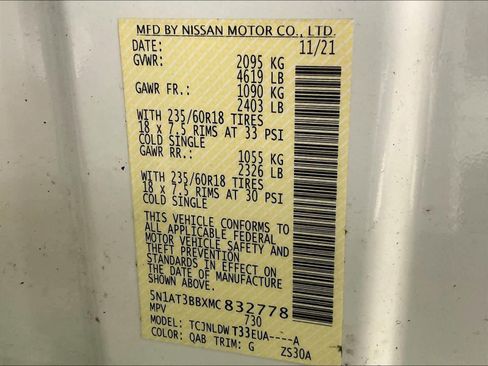 MFD BY NISSAN MOTOR CO., LTD.
DATE: 11/21
GVWR: 2095 KG
4619 LB
GAWR FR.: 1090 KG
2403 LB
WITH 235/60R18 TIRES
18 x 7.5 RIMS AT 33 PSI
COLD SINGLE
GAWR RR.: 1055 KG
2326 LB
WITH 235/60R18 TIRES
18 x 7.5 RIMS AT 30 PSI
COLD SINGLE
THIS VEHICLE CONFORMS TO
ALL APPLICABLE FEDERAL
MOTOR VEHICLE SAFETY AND
THEFT PREVENTION
STANDARDS IN EFFECT ON
THE DATE OF MANUFACTURE
SHOWN ABOVE.
5N1AT3BBXMC832778
MPV 730
MODEL: TCJNLDWT33EUA----A
COLOR: QAB TRIM: G ZS30A